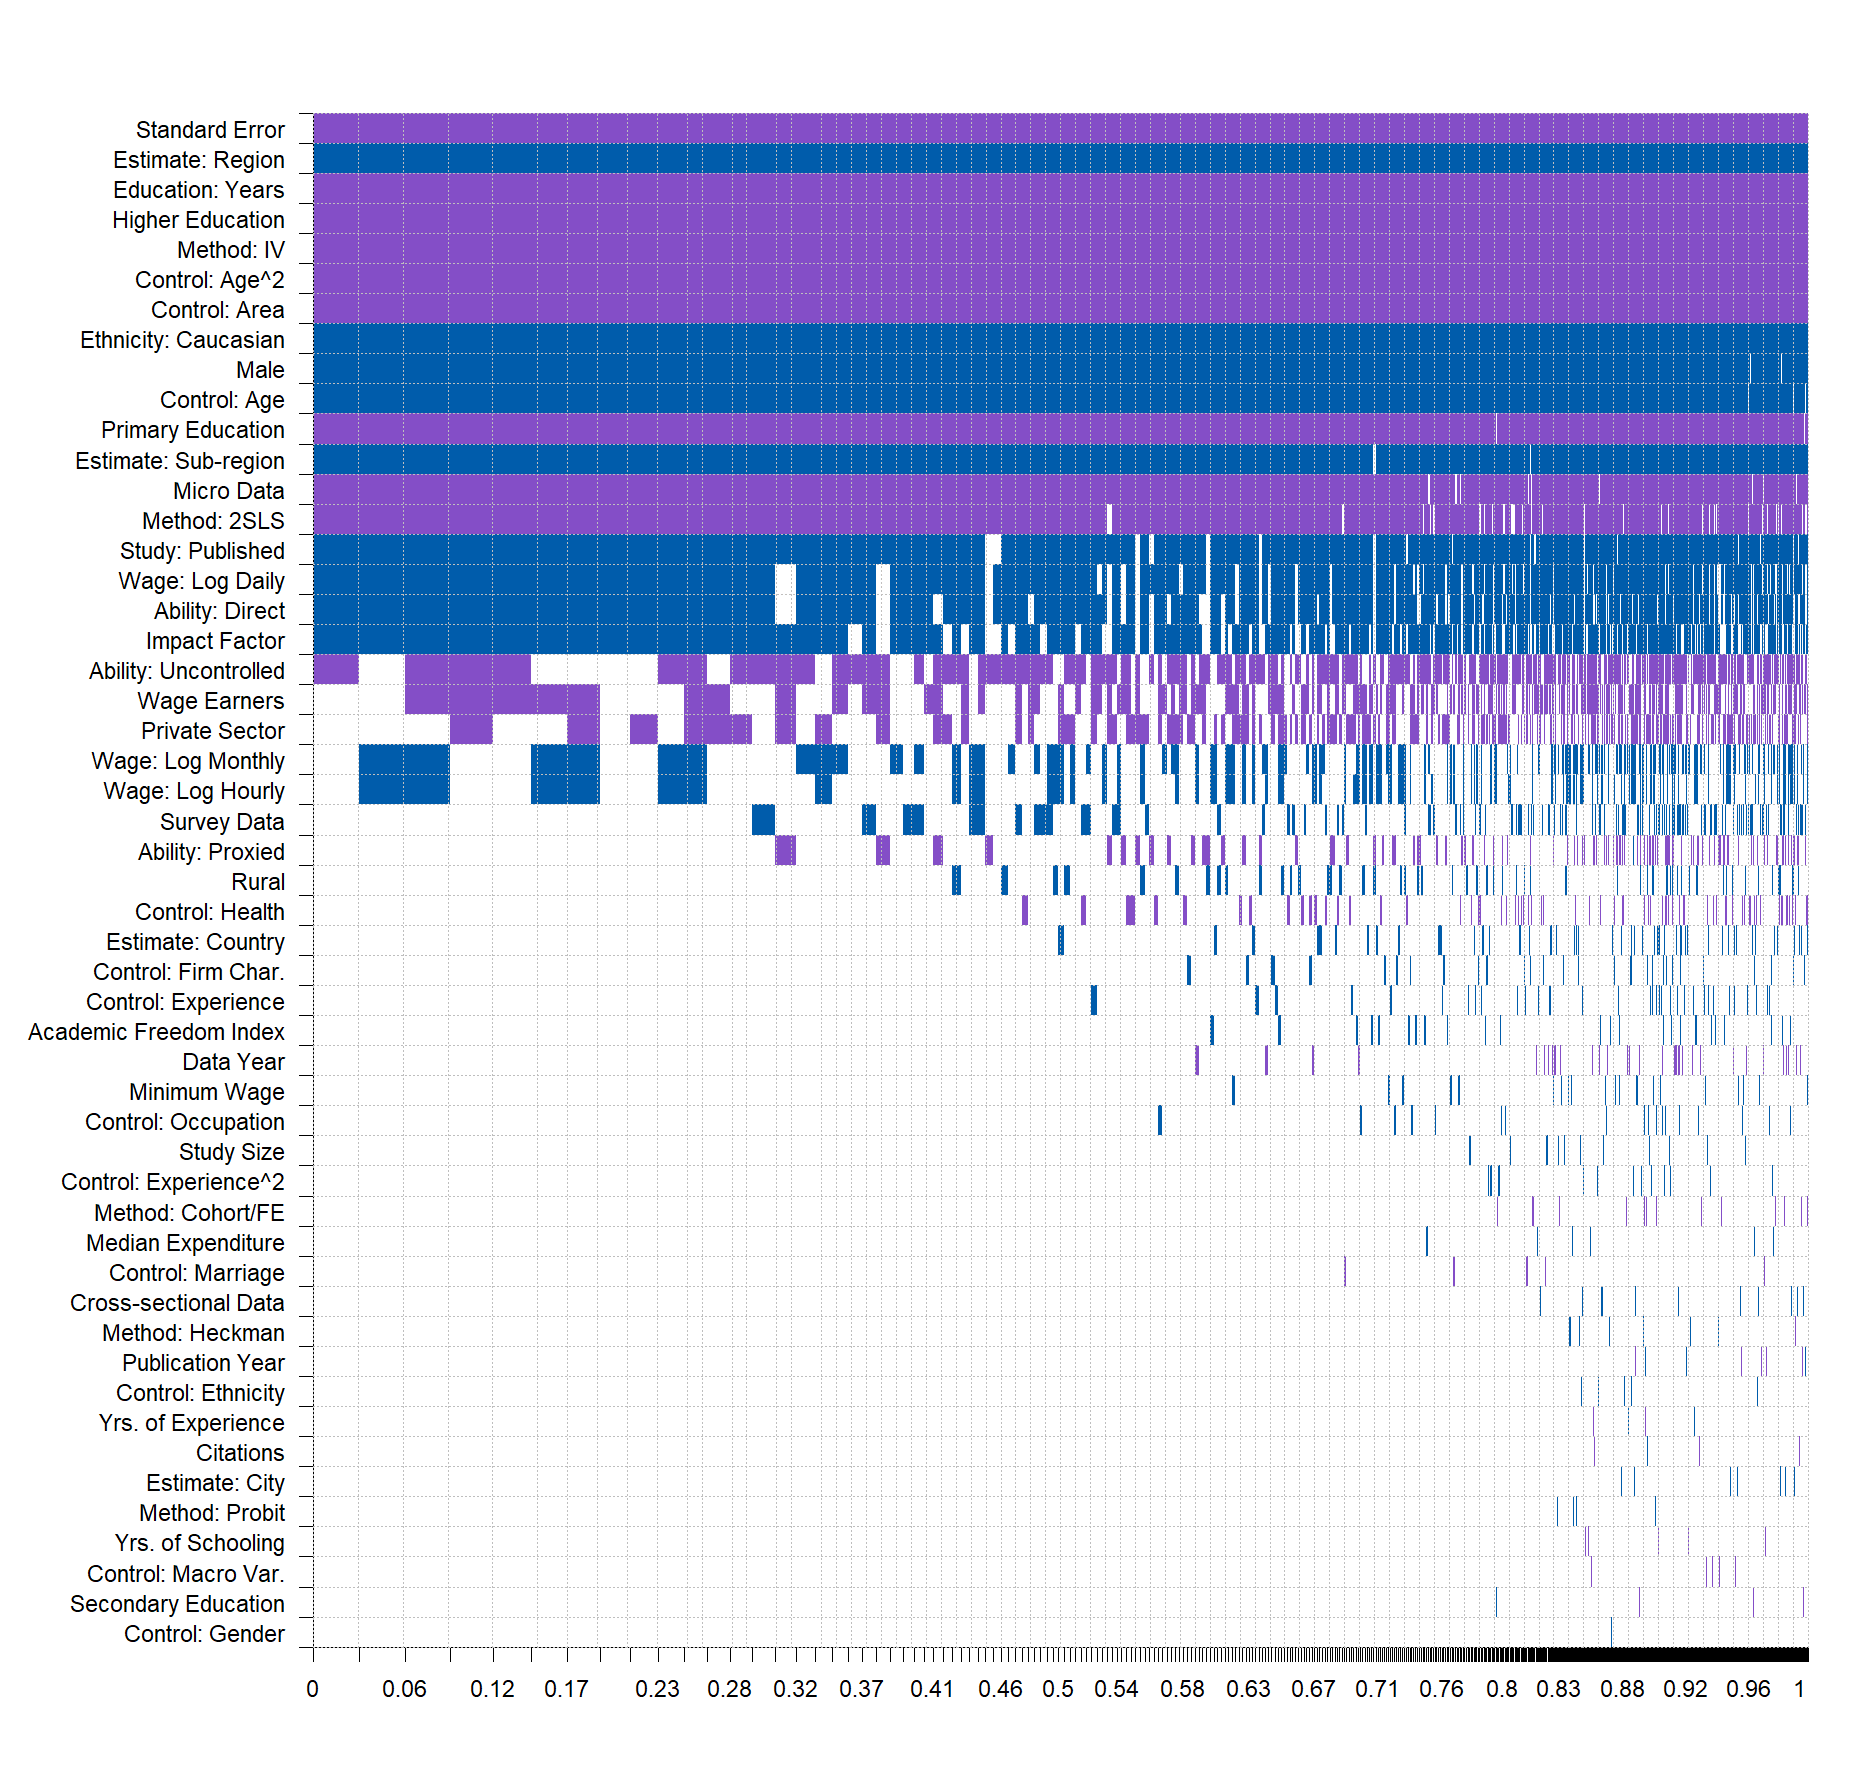 Standard Error
Estimate: Region
Education: Years
Higher Education
Method: IV
Control: Age^2
Control: Area
Ethnicity: Caucasian
Male
Control: Age
Primary Education
Estimate: Sub-region
Micro Data
Method: 2SLS
Study: Published
Wage: Log Daily
Ability: Direct
Impact Factor
Ability: Uncontrolled
Wage Earners
Private Sector
Wage: Log Monthly
Wage: Log Hourly
Survey Data
Ability: Proxied
Rural
Control: Health
Estimate: Country
Control: Firm Char.
Control: Experience
Academic Freedom Index
Data Year
Minimum Wage
Control: Occupation
Study Size
Control: Experience^2
Method: Cohort/FE
Median Expenditure
Control: Marriage
Cross-sectional Data
Method: Heckman
Publication Year
Control: Ethnicity
Yrs. of Experience
Citations
Estimate: City
Method: Probit
Yrs. of Schooling
Control: Macro Var.
Secondary Education
Control: Gender
0 0.06 0.12 0.17 0.23 0.28 0.32 0.37 0.41 0.46 0.5 0.54 0.58 0.63 0.67 0.71 0.76 0.8 0.83 0.88 0.92 0.96 1